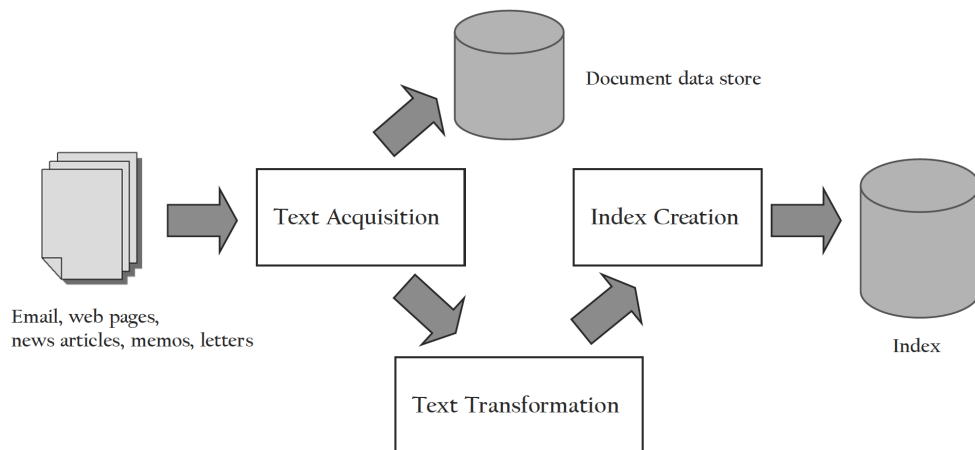 Document data store
Text Acquisition
Index Creation
Email, web pages,
news articles, memos, letters
Index
Text Transformation